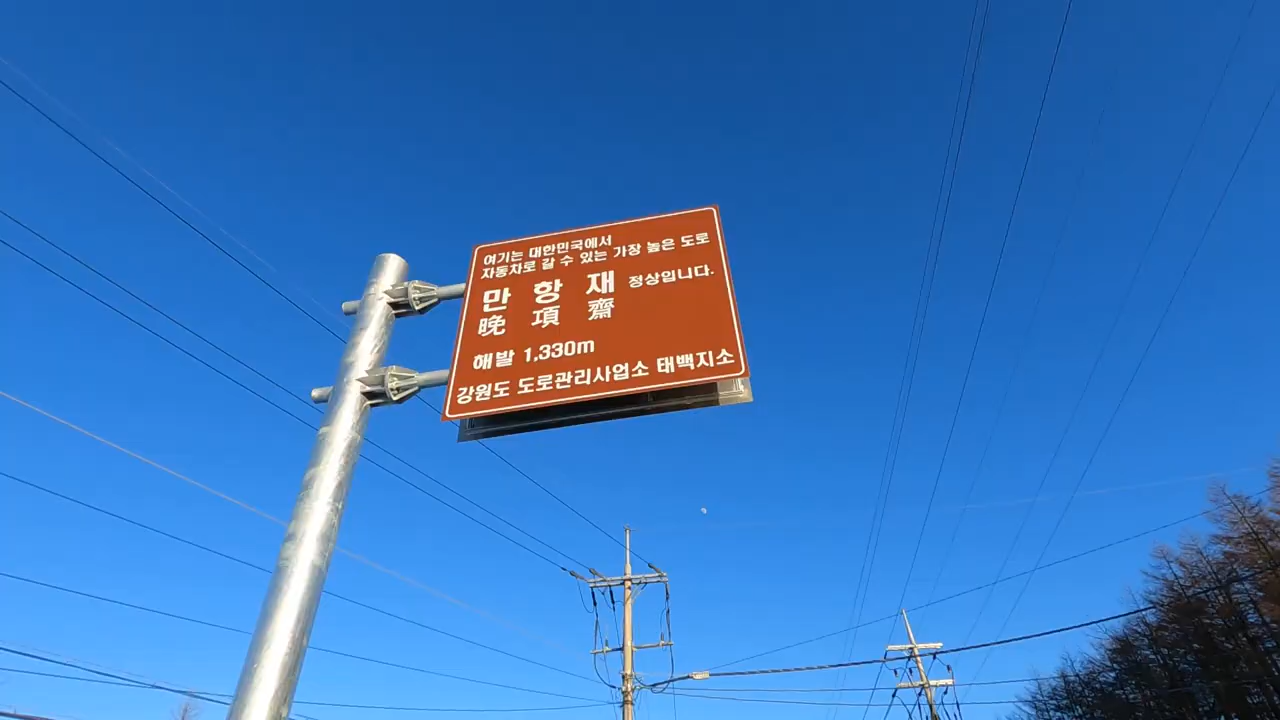 여기는 대한민국에서
자동차로 갈 수 있는 가장 높은 도로
만 항 재 정상입니다.
晩 項 齋
해발 1,330m
강원도 도로관리사업소 태백지소